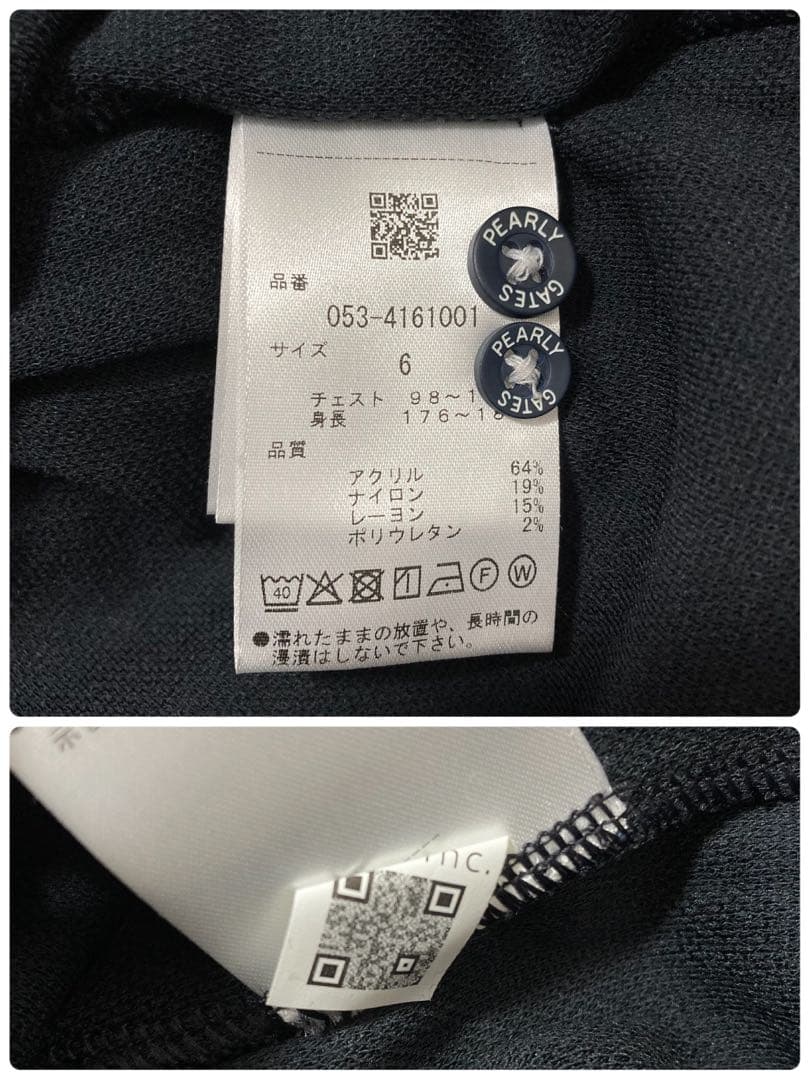 品番
053-4161001
サイズ
6
チェスト 98～1
身長 176～18
品質
アクリル 64%
ナイロン 19%
レーヨン 15%
ポリウレタン 2%
40
F
W
●濡れたままの放置や、長時間の
浸漬はしないで下さい。
PEARLY
GATES
PEARLY
GATES
inc.